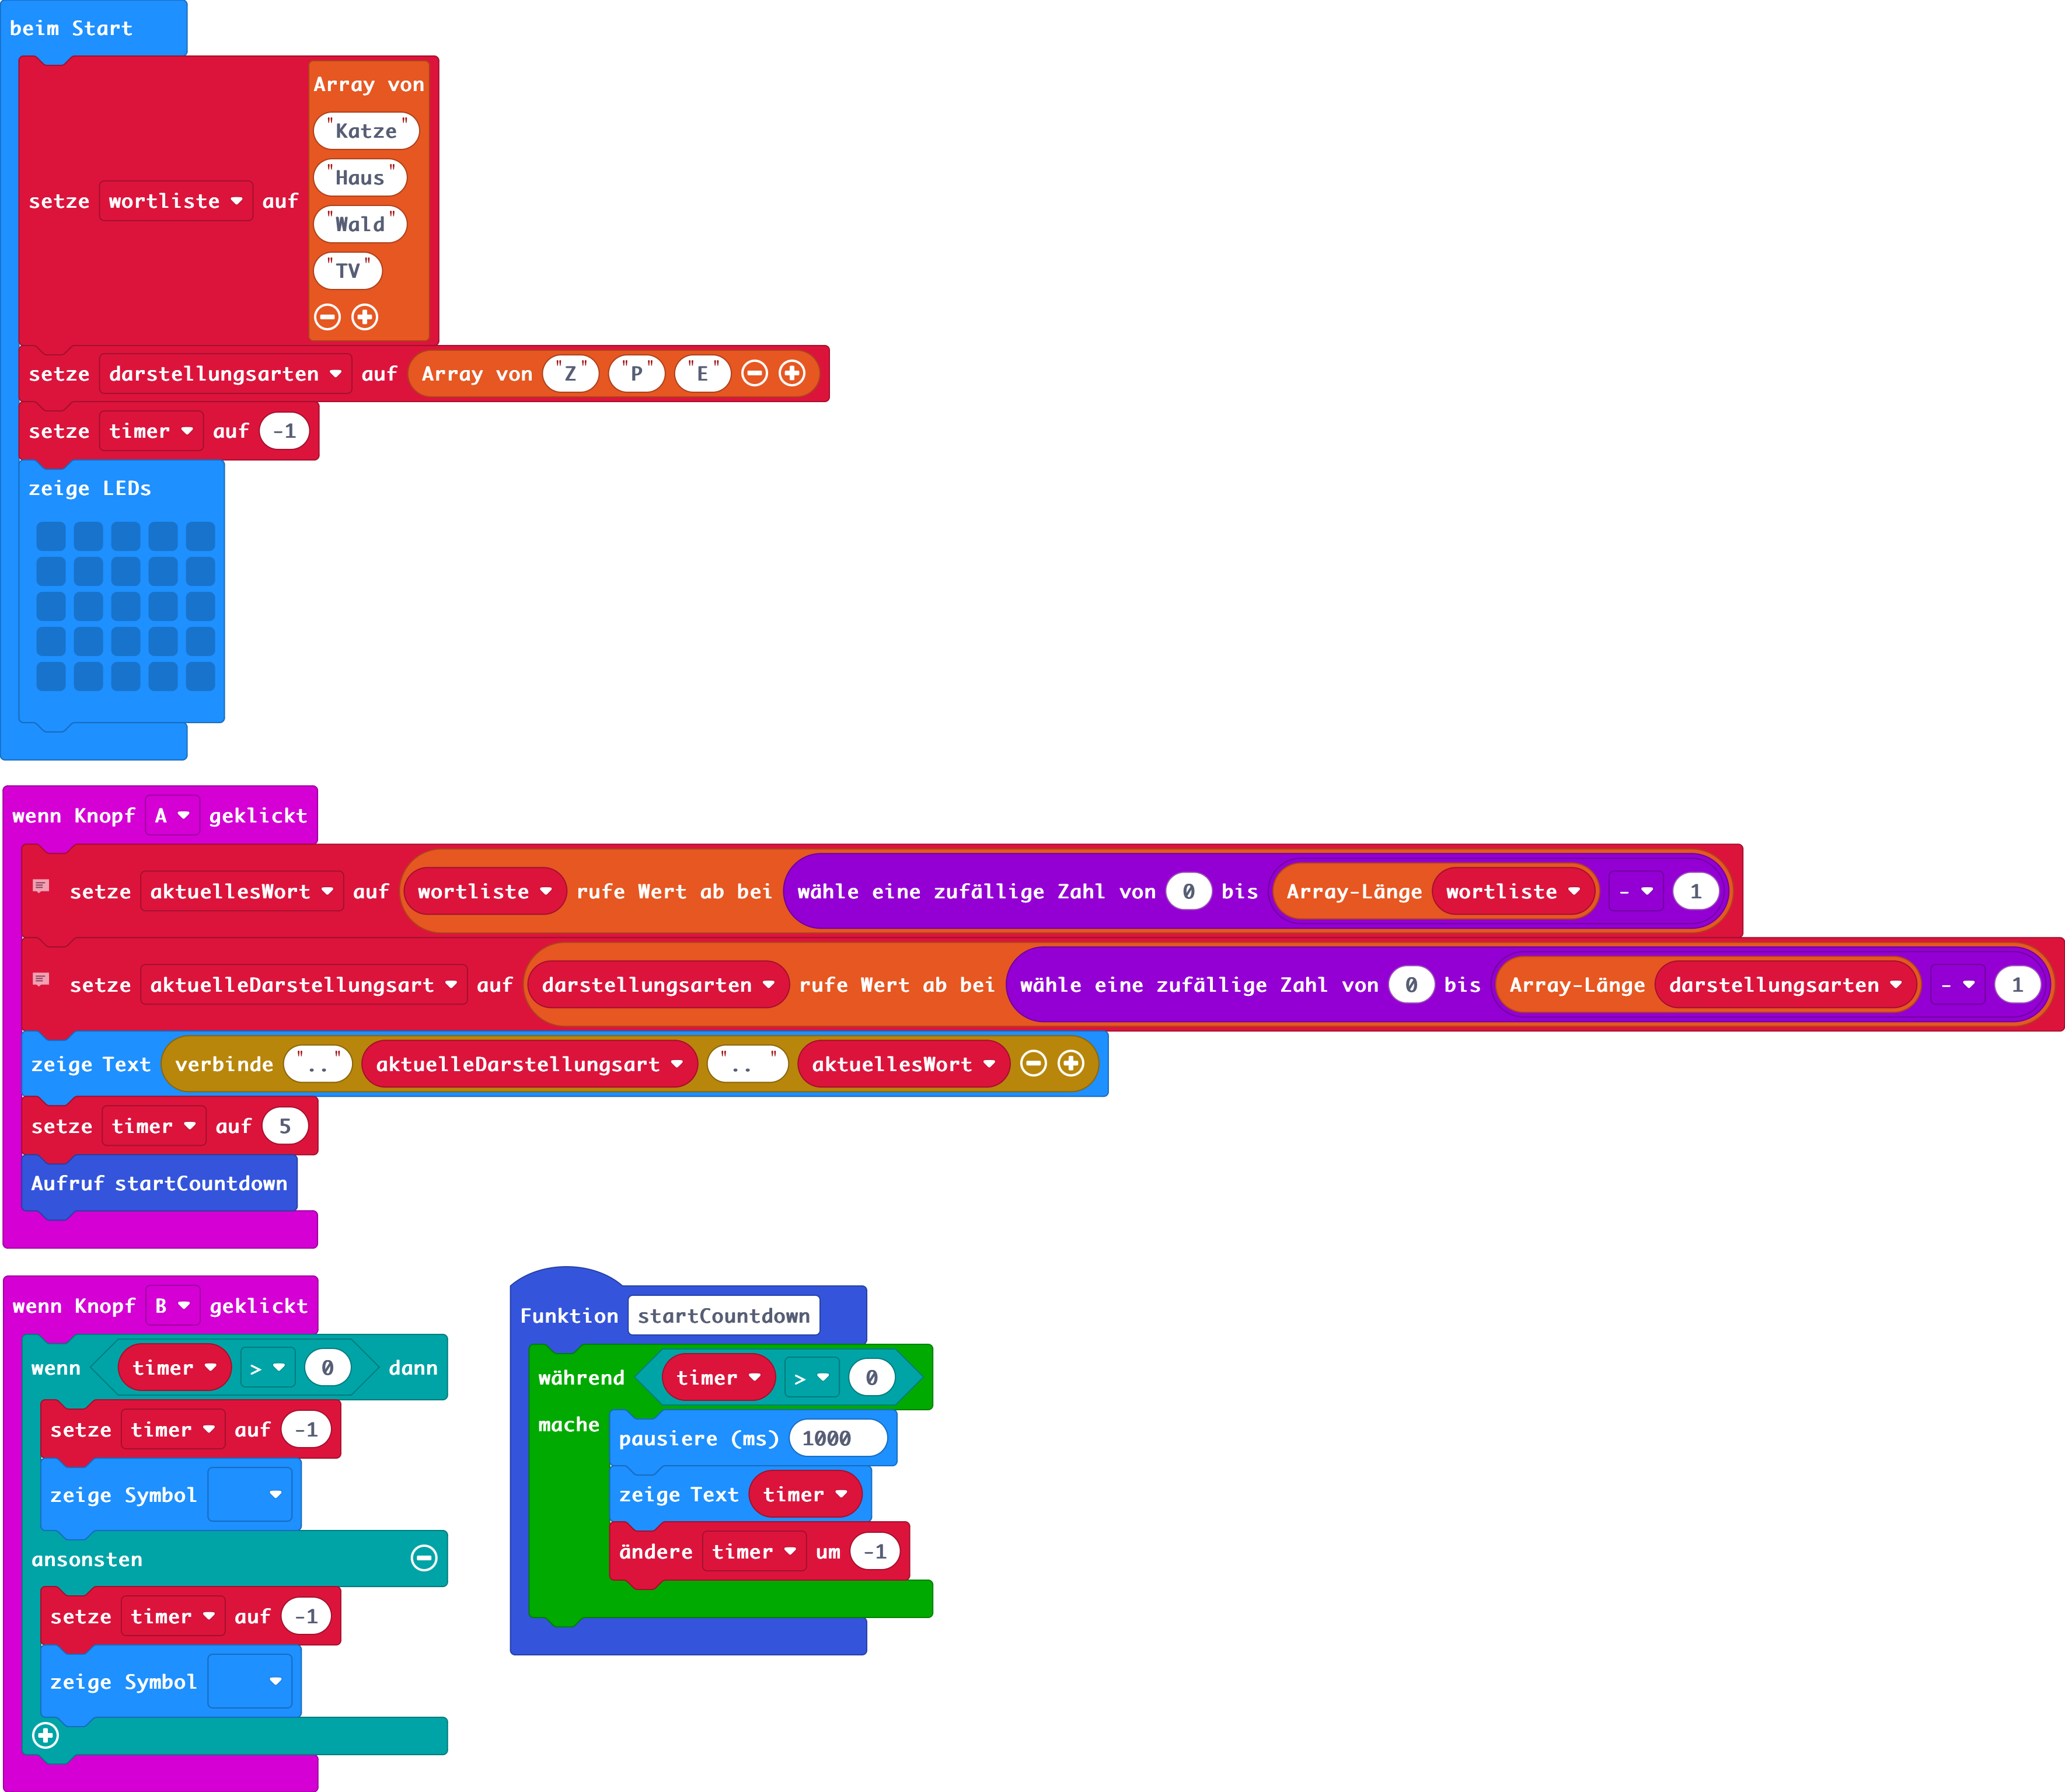 beim Start
Array von
"Katze"
"Haus"
"Wald"
"TV"
setze wortliste auf
setze darstellungsarten auf Array von "Z" "P" "E"
setze timer auf -1
zeige LEDs
wenn Knopf A geklickt
setze aktuellesWort auf wortliste rufe Wert ab bei wähle eine zufällige Zahl von 0 bis Array-Länge wortliste - 1
setze aktuelleDarstellungsart auf darstellungsarten rufe Wert ab bei wähle eine zufällige Zahl von 0 bis Array-Länge darstellungsarten - 1
zeige Text verbinde ".." aktuelleDarstellungsart ".. " aktuellesWort
setze timer auf 5
Aufruf startCountdown
wenn Knopf B geklickt
wenn timer > 0 dann
setze timer auf -1
zeige Symbol
ansonsten
setze timer auf -1
zeige Symbol
Funktion startCountdown
während timer > 0
mache
pausiere (ms) 1000
zeige Text timer
ändere timer um -1